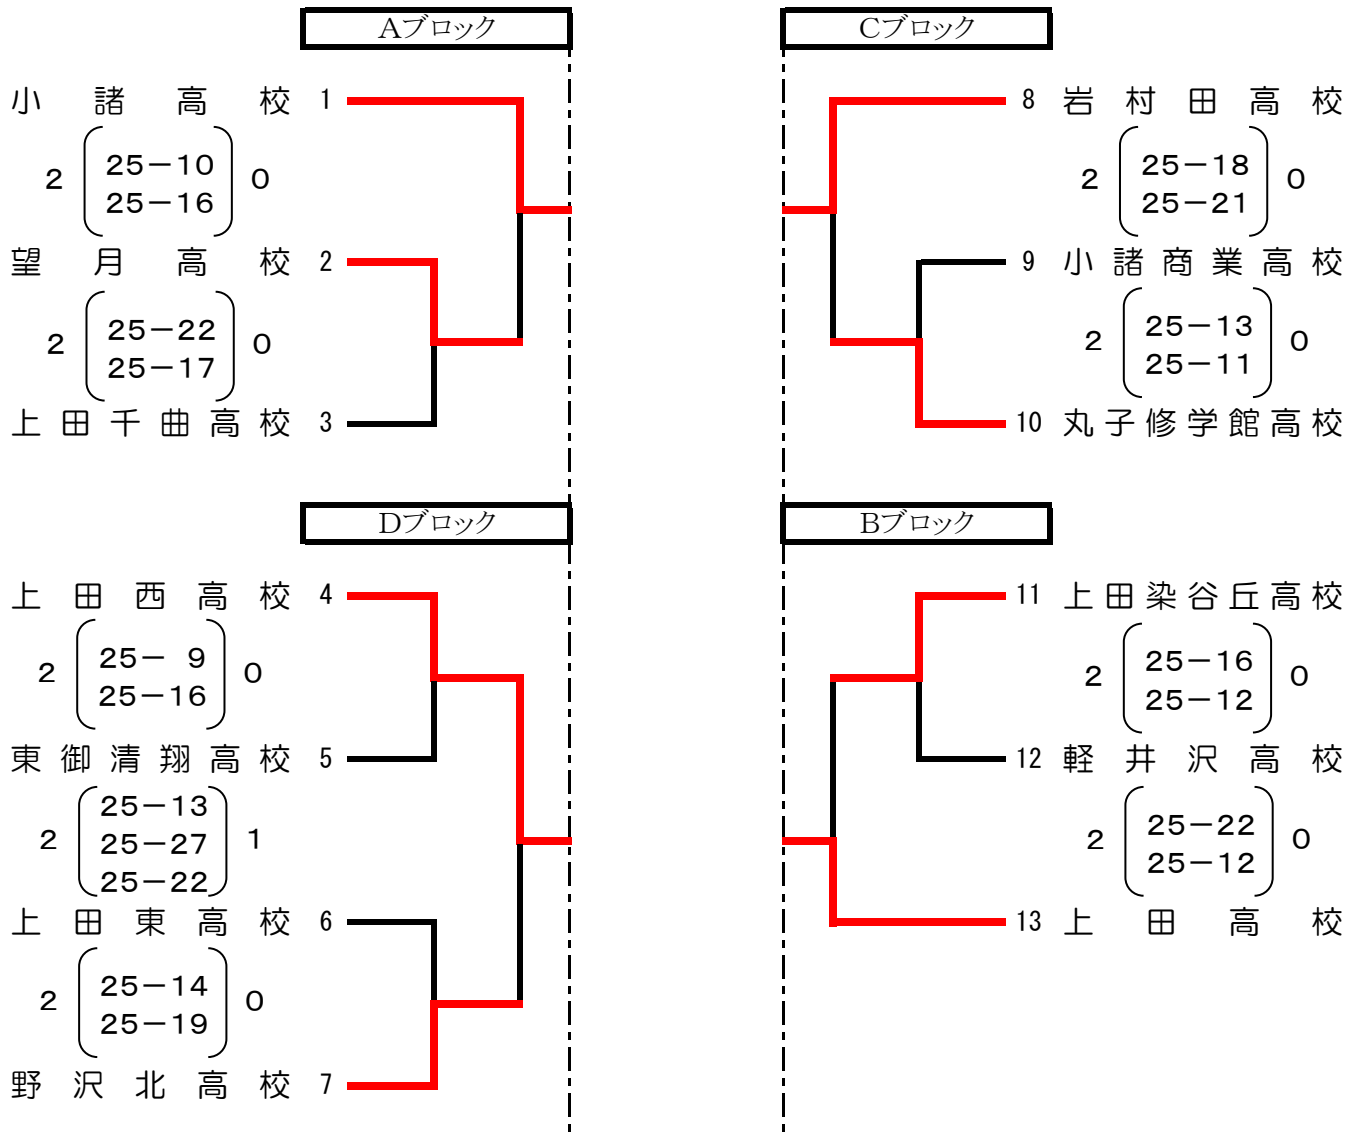 Aブロック
小諸高校 1
2 25－10 0
25－16
望月高校 2
2 25－22 0
25－17
上田千曲高校 3
Dブロック
上田西高校 4
2 25－ 9 0
25－16
東御清翔高校 5
2 25－13 1
25－27
25－22
上田東高校 6
2 25－14 0
25－19
野沢北高校 7
Cブロック
8 岩村田高校
2 25－18 0
25－21
9 小諸商業高校
2 25－13 0
25－11
10 丸子修学館高校
Bブロック
11 上田染谷丘高校
2 25－16 0
25－12
12 軽井沢高校
2 25－22 0
25－12
13 上田高校